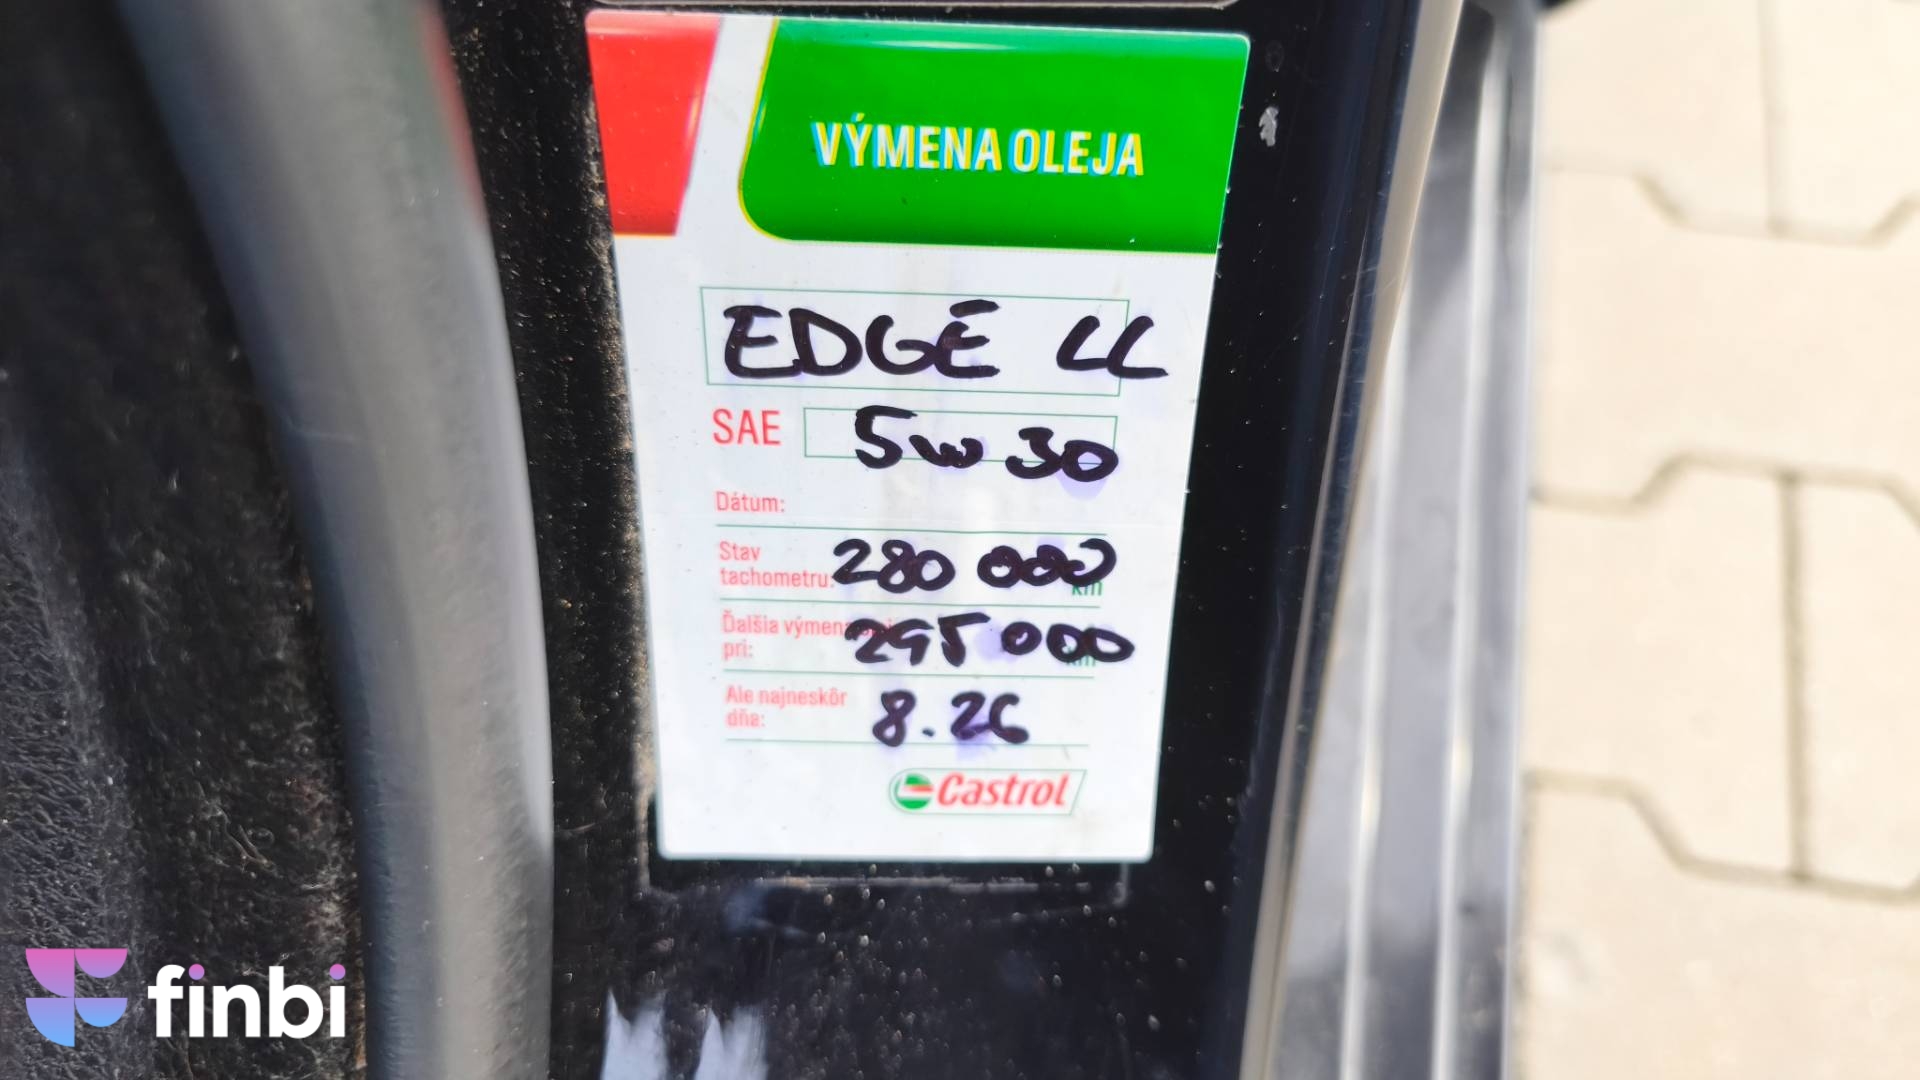 VÝMENA OLEJA
EDGE LL
SAE 5W30
Dátum:
Stav
tachometru: 280 000 km
Ďalšia výmena
pri: 295 000 km
Ale najneskôr
dňa: 8.26
Castrol
finbi